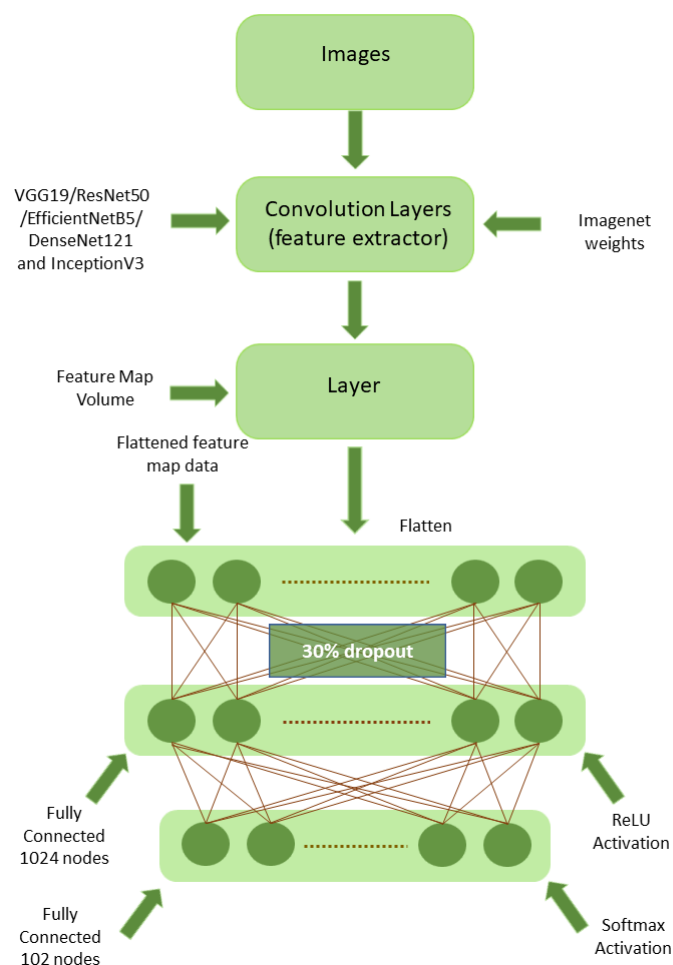 Images
VGG19/ResNet50
/EfficientNetB5/
DenseNet121
and InceptionV3
Convolution Layers
(feature extractor)
Imagenet
weights
Feature Map
Volume
Layer
Flattened feature
map data
Flatten
30% dropout
Fully
Connected
1024 nodes
ReLU
Activation
Fully
Connected
102 nodes
Softmax
Activation